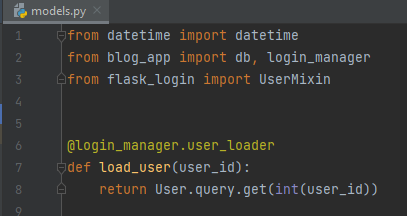 models.py
1 from datetime import datetime
2 from blog_app import db, login_manager
3 from flask_login import UserMixin
4
5
6 @login_manager.user_loader
7 def load_user(user_id):
8 return User.query.get(int(user_id))
9